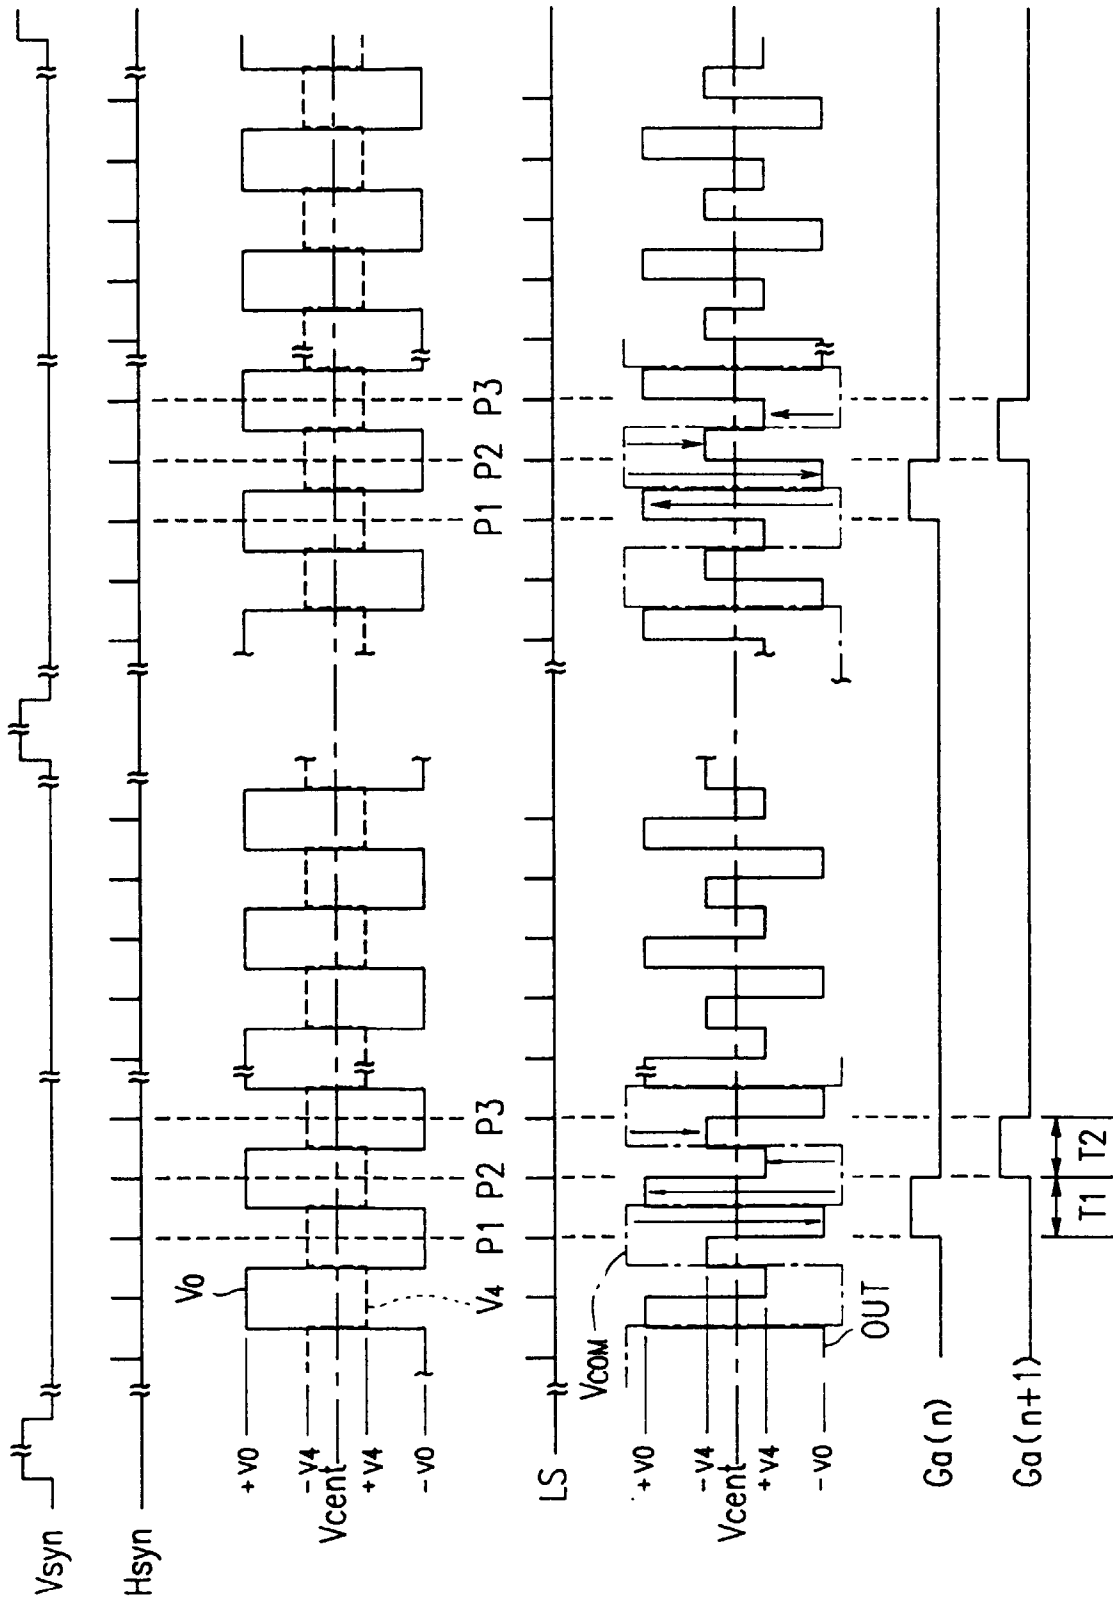 Vsyn
Hsyn
+v0
-v4
Vcent
+v4
-v0
V0
V4
P1 P2 P3 P1 P2 P3
LS
+v0
-v4
Vcent
+v4
-v0
VCOM
OUT
Ga(n)
Ga(n+1)
T1 T2